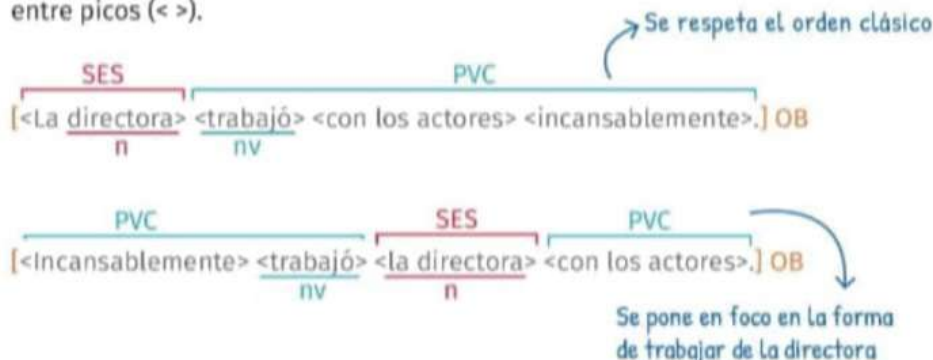 entre picos (< >).
Se respeta el orden clásico
SES PVC
[<La directora> <trabajó> <con los actores> <incansablemente>.] OB
n nv
PVC SES PVC
[<Incansablemente> <trabajó> <la directora> <con los actores>.] OB
nv n
Se pone en foco en la forma
de trabajar de la directora